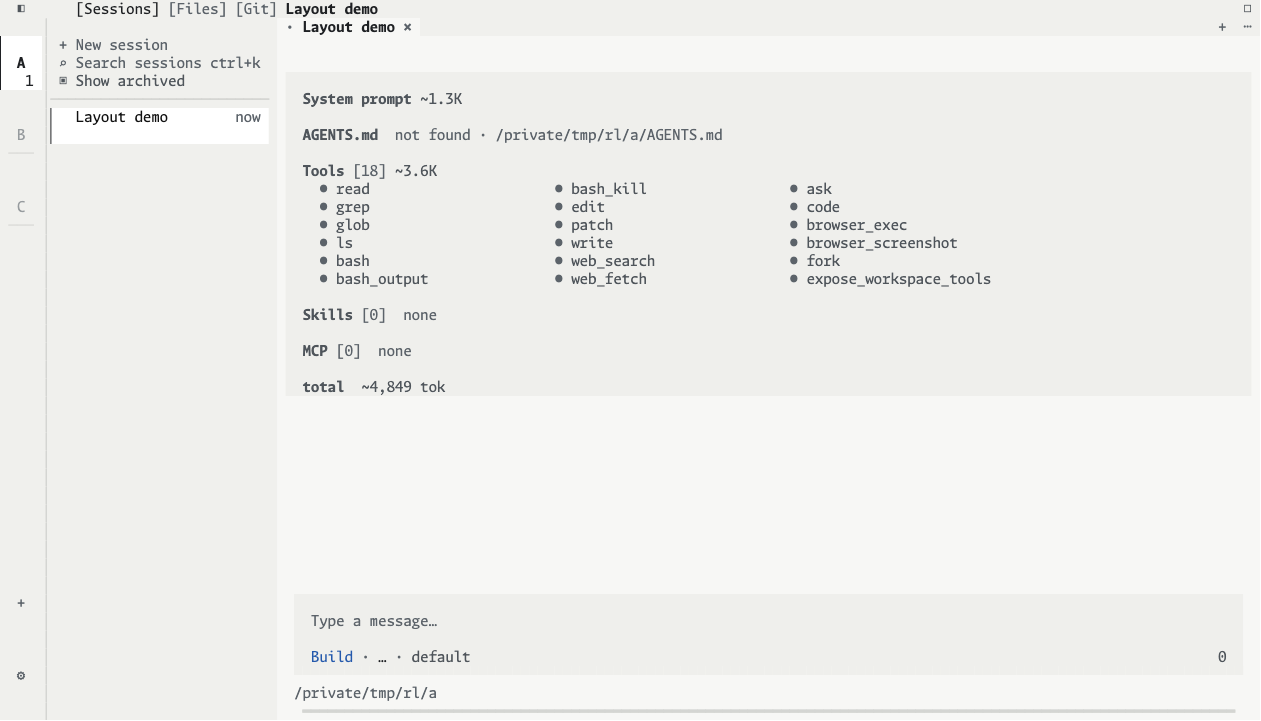 [Sessions] [Files] [Git] Layout demo
· Layout demo ×
+ …
A
1
B
C
+ New session
Search sessions ctrl+k
Show archived
Layout demo now
System prompt ~1.3K
AGENTS.md not found · /private/tmp/rl/a/AGENTS.md
Tools [18] ~3.6K
● read ● bash_kill ● ask
● grep ● edit ● code
● glob ● patch ● browser_exec
● ls ● write ● browser_screenshot
● bash ● web_search ● fork
● bash_output ● web_fetch ● expose_workspace_tools
Skills [0] none
MCP [0] none
total ~4,849 tok
+
Type a message…
Build · … · default 0
/private/tmp/rl/a